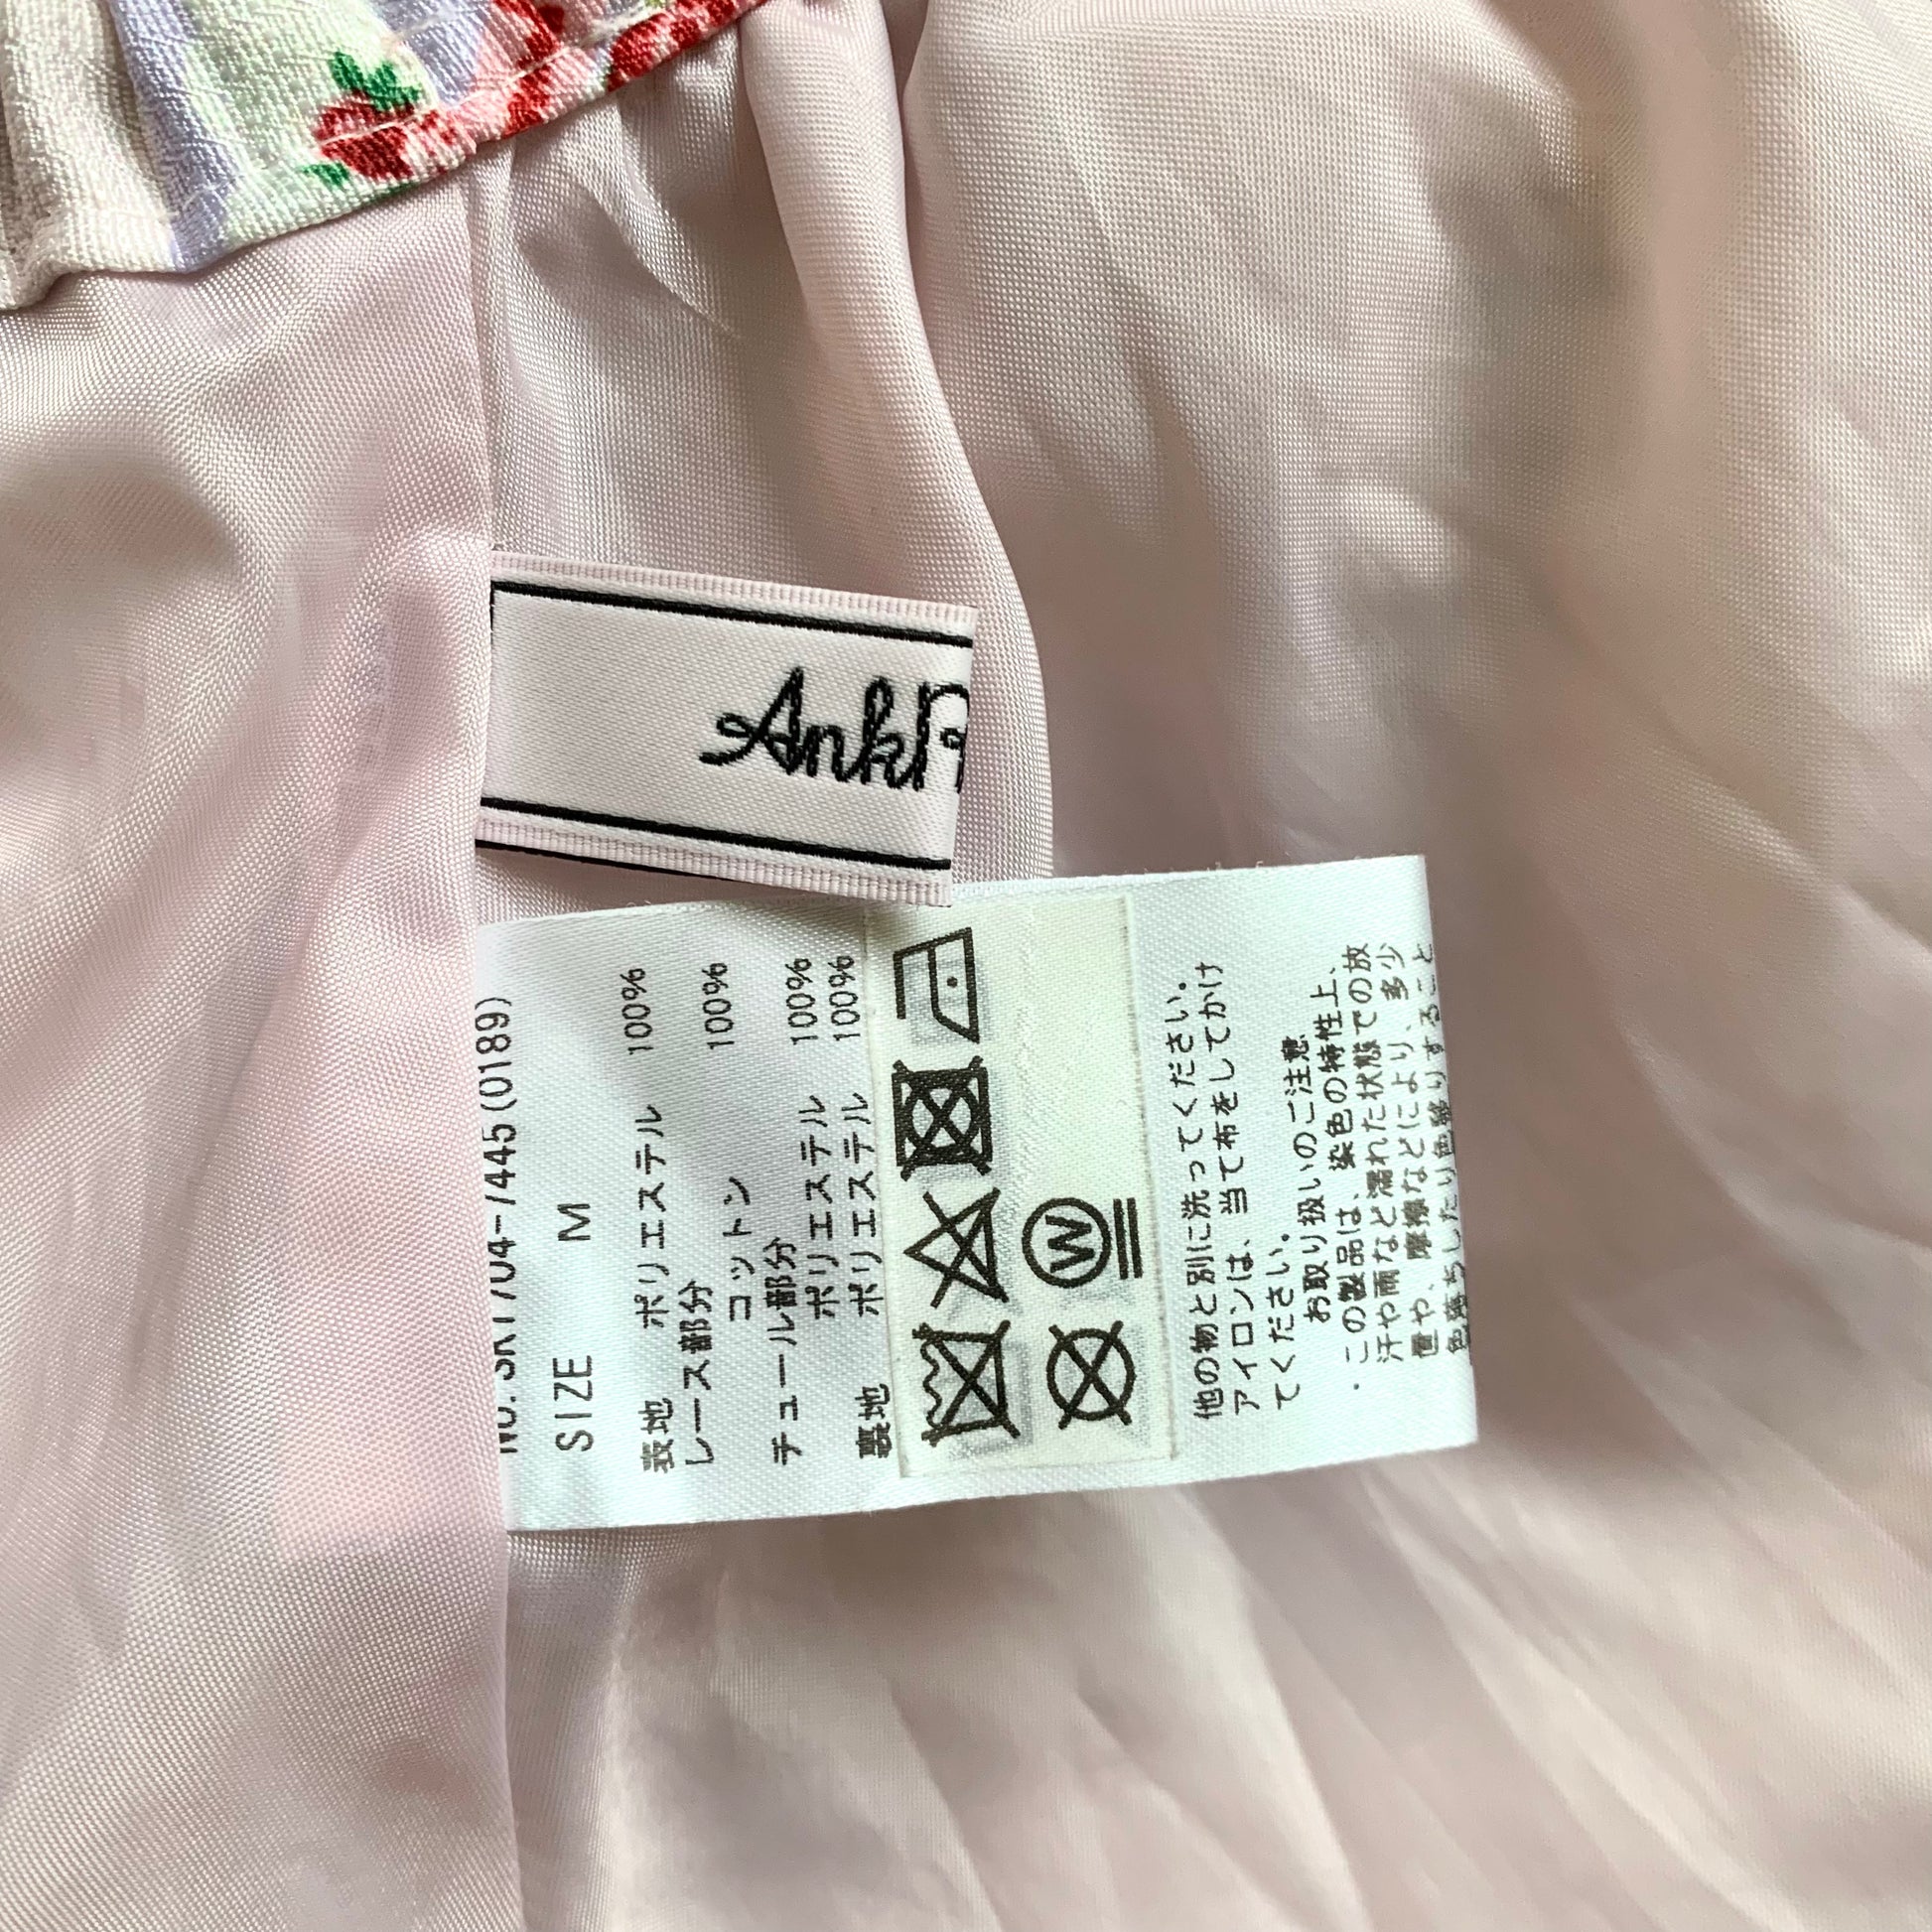 Ank
NO. SKT704-7445(0189)
SIZE M
表地 ポリエステル 100%
レース部分
コットン 100%
チュール部分
ポリエステル 100%
裏地 ポリエステル 100%
W
他の物と別に洗ってください。
アイロンは、当て布をしてかけ
てください。
お取り扱いのご注意
・この製品は、染色の特性上、
汗や雨など濡れた状態での放
置や、摩擦などにより、多少
色落ちしたり色移りすること